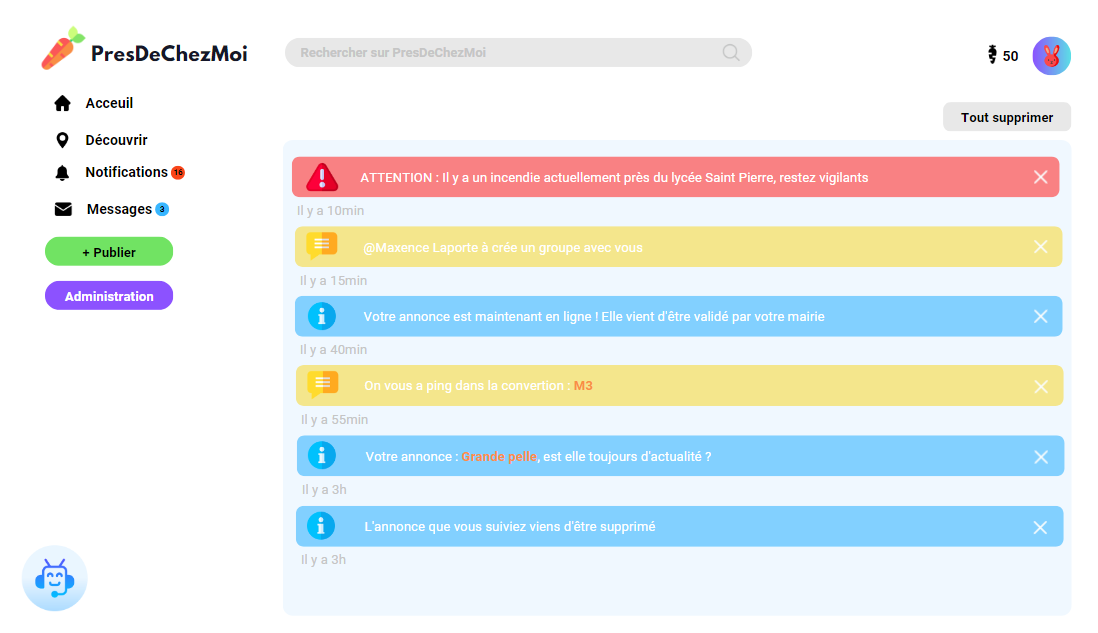 PresDeChezMoi
Rechercher sur PresDeChezMoi
50
Acceuil
Découvrir
Notifications 16
Messages 3
+ Publier
Administration
Tout supprimer
ATTENTION : Il y a un incendie actuellement près du lycée Saint Pierre, restez vigilants
Il y a 10min
@Maxence Laporte à crée un groupe avec vous
Il y a 15min
Votre annonce est maintenant en ligne ! Elle vient d'être validé par votre mairie
Il y a 40min
On vous a ping dans la convertion : M3
Il y a 55min
Votre annonce : Grande pelle, est elle toujours d'actualité ?
Il y a 3h
L'annonce que vous suiviez viens d'être supprimé
Il y a 3h